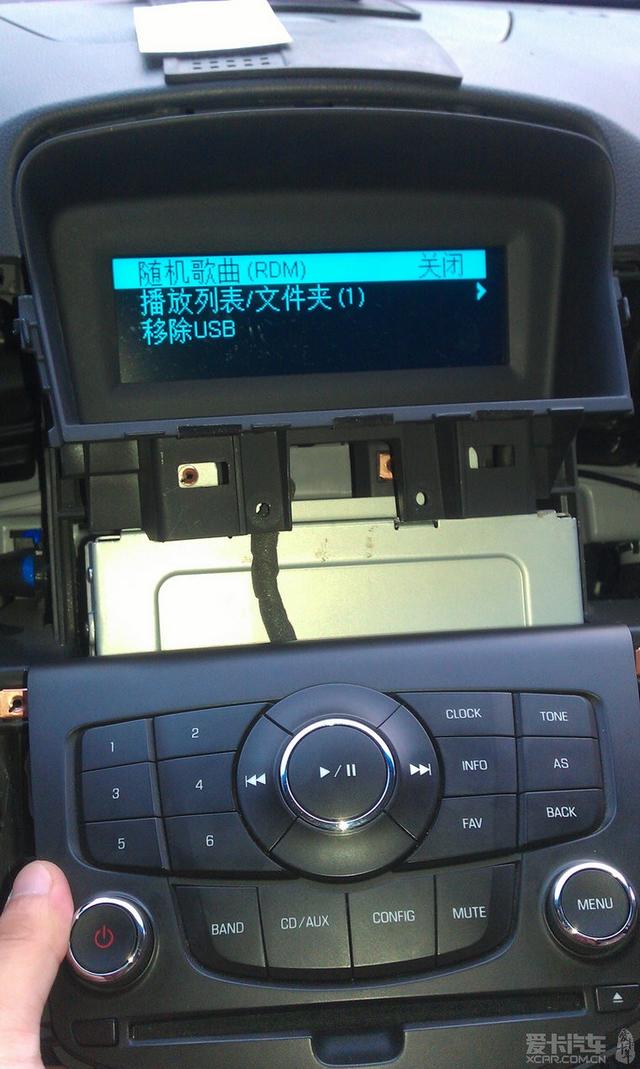 随机歌曲(RDM) 关闭
播放列表/文件夹(1)
移除USB
CLOCK TONE
1 2
INFO AS
3 4
FAV BACK
5 6
BAND CD/AUX CONFIG MUTE MENU
爱卡汽车
XCAR.COM.CN